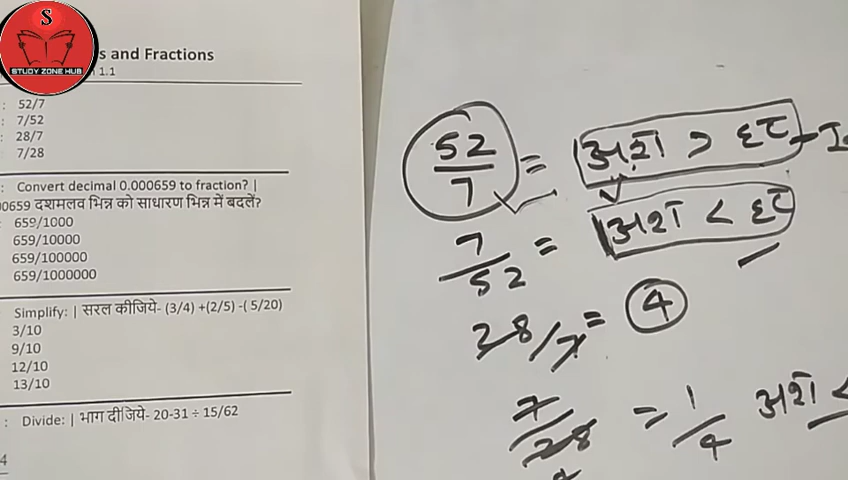 S
STUDY ZONE HUB
s and Fractions
1.1
: 52/7
: 7/52
: 28/7
: 7/28
: Convert decimal 0.000659 to fraction? |
00659 दशमलव भिन्न को साधारण भिन्न में बदलें?
: 659/1000
659/10000
659/100000
659/1000000
Simplify: | सरल कीजिये- (3/4) +(2/5) -( 5/20)
3/10
9/10
12/10
13/10
: Divide: | भाग दीजिये- 20-31 ÷ 15/62
4
52/7 = अंश > हर
7/52 = अंश < हर
28/7 = 4
7/28 = 1/4 अंश <